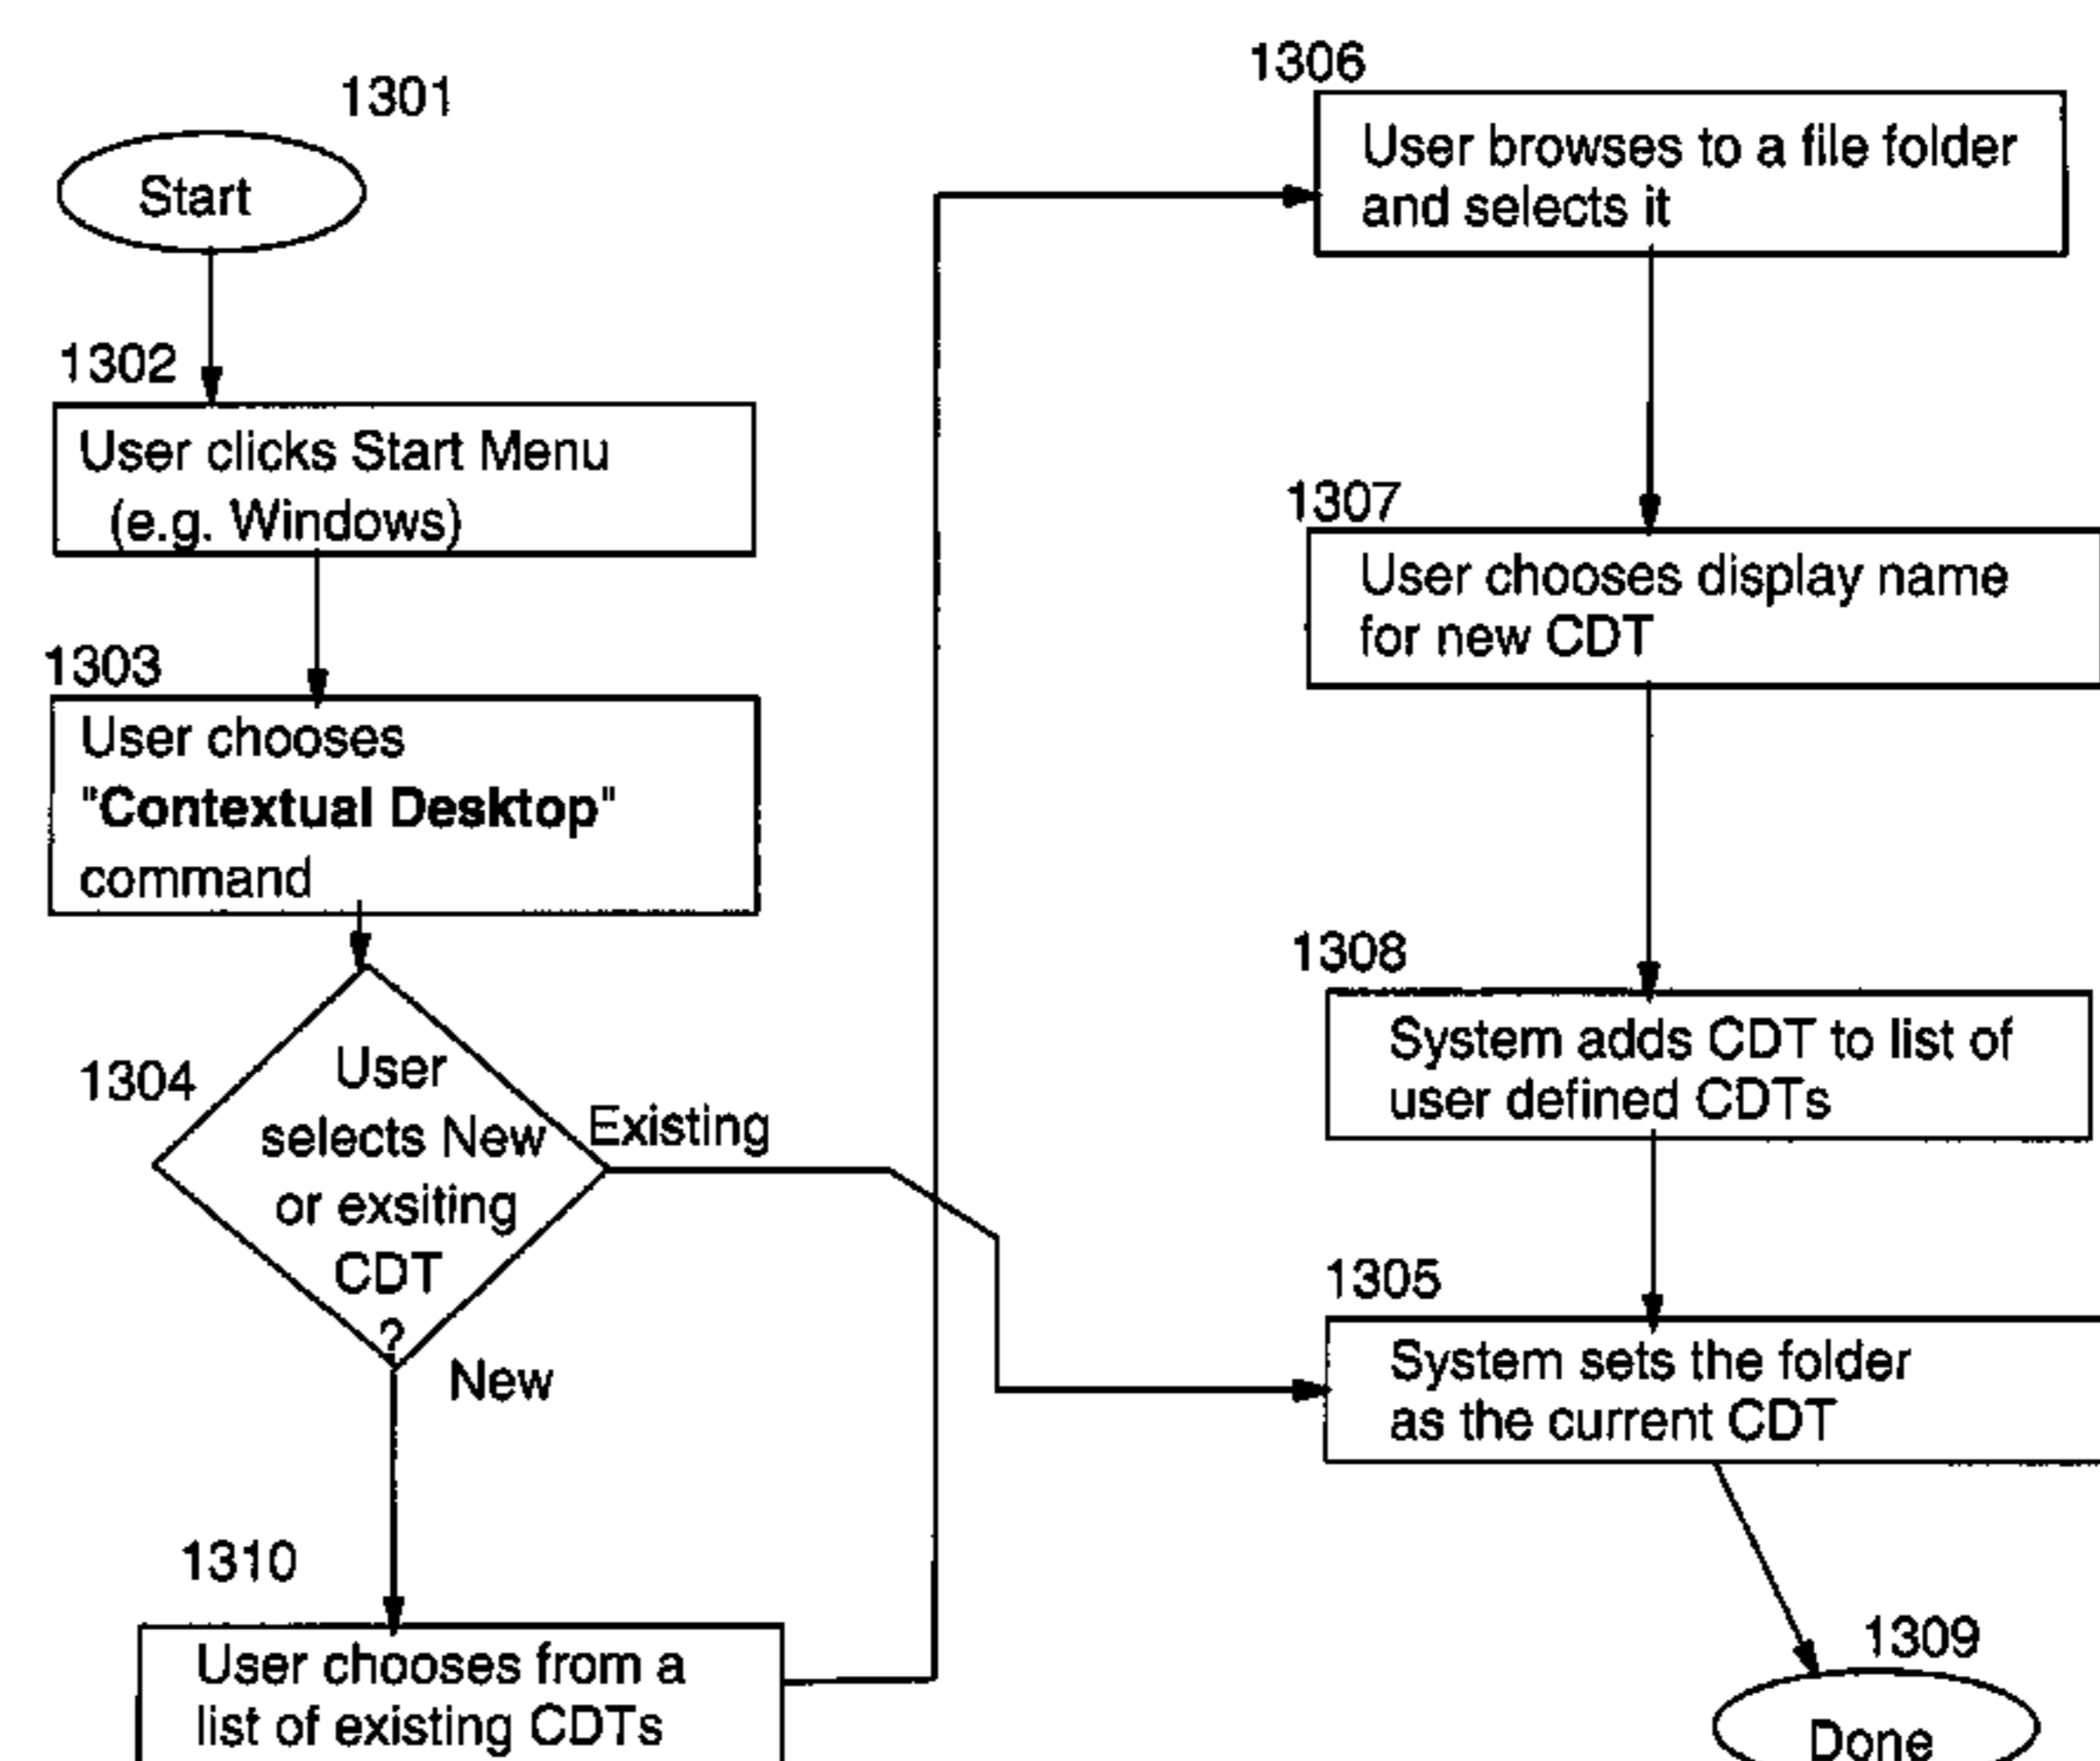 1301
Start
1302
User clicks Start Menu
(e.g. Windows)
1303
User chooses
"Contextual Desktop"
command
1304
User
selects New
or exsiting
CDT
?
Existing
New
1310
User chooses from a
list of existing CDTs
1306
User browses to a file folder
and selects it
1307
User chooses display name
for new CDT
1308
System adds CDT to list of
user defined CDTs
1305
System sets the folder
as the current CDT
1309
Done